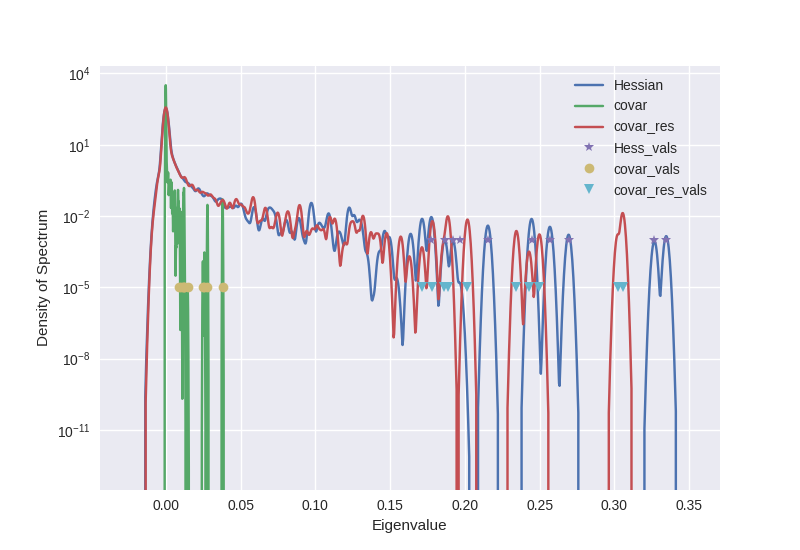 10^4
10^1
10^-2
10^-5
10^-8
10^-11
Density of Spectrum
Hessian
covar
covar_res
Hess_vals
covar_vals
covar_res_vals
0.00 0.05 0.10 0.15 0.20 0.25 0.30 0.35
Eigenvalue